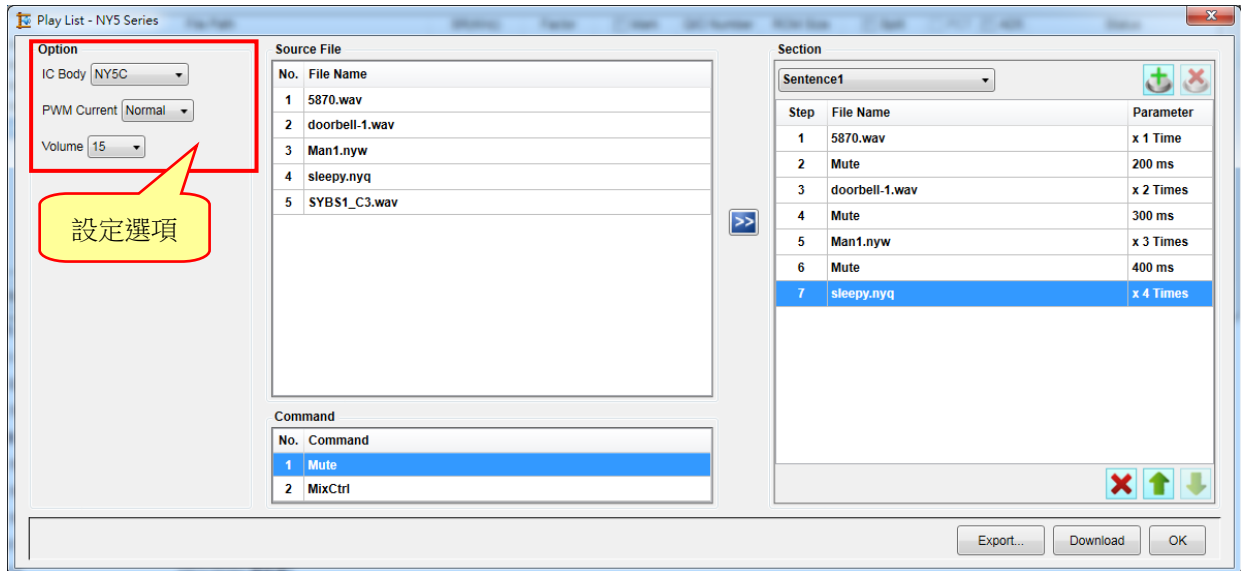 Play List - NY5 Series
Option
IC Body NY5C
PWM Current Normal
Volume 15
設定選項
Source File
No. File Name
1 5870.wav
2 doorbell-1.wav
3 Man1.nyw
4 sleepy.nyq
5 SYBS1_C3.wav
>>
Command
No. Command
1 Mute
2 MixCtrl
Section
Sentence1
Step File Name Parameter
1 5870.wav x 1 Time
2 Mute 200 ms
3 doorbell-1.wav x 2 Times
4 Mute 300 ms
5 Man1.nyw x 3 Times
6 Mute 400 ms
7 sleepy.nyq x 4 Times
Export... Download OK